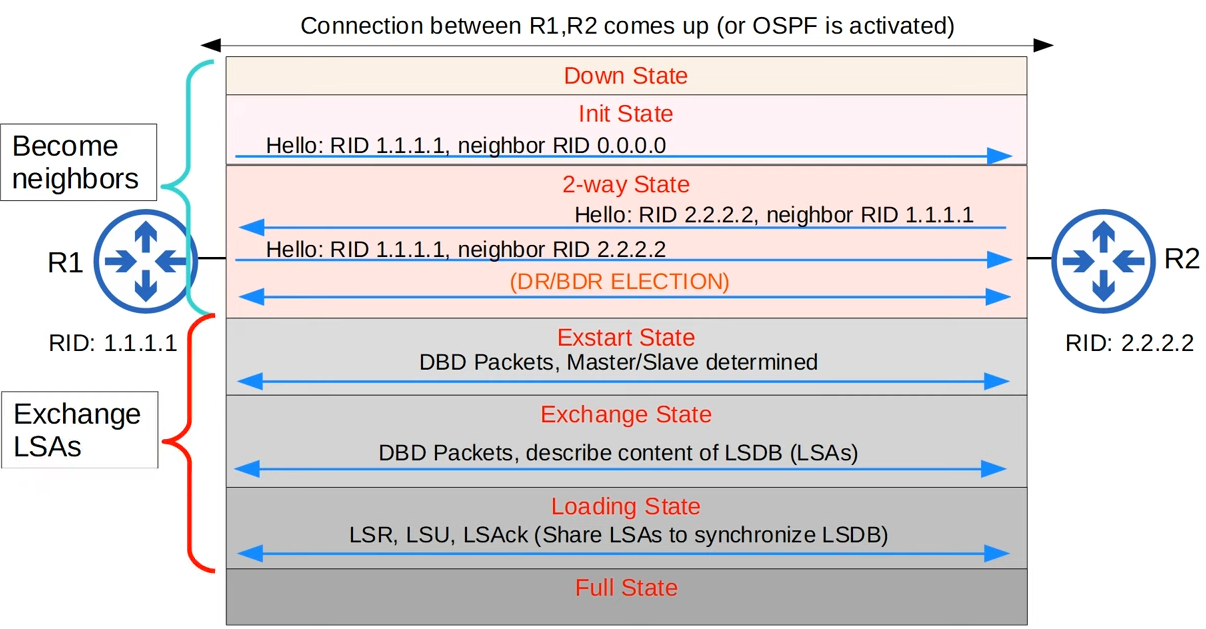 Connection between R1,R2 comes up (or OSPF is activated)
Down State
Init State
Hello: RID 1.1.1.1, neighbor RID 0.0.0.0
Become
neighbors
2-way State
Hello: RID 2.2.2.2, neighbor RID 1.1.1.1
Hello: RID 1.1.1.1, neighbor RID 2.2.2.2
(DR/BDR ELECTION)
R1
R2
RID: 1.1.1.1
RID: 2.2.2.2
Exstart State
DBD Packets, Master/Slave determined
Exchange
LSAs
Exchange State
DBD Packets, describe content of LSDB (LSAs)
Loading State
LSR, LSU, LSAck (Share LSAs to synchronize LSDB)
Full State